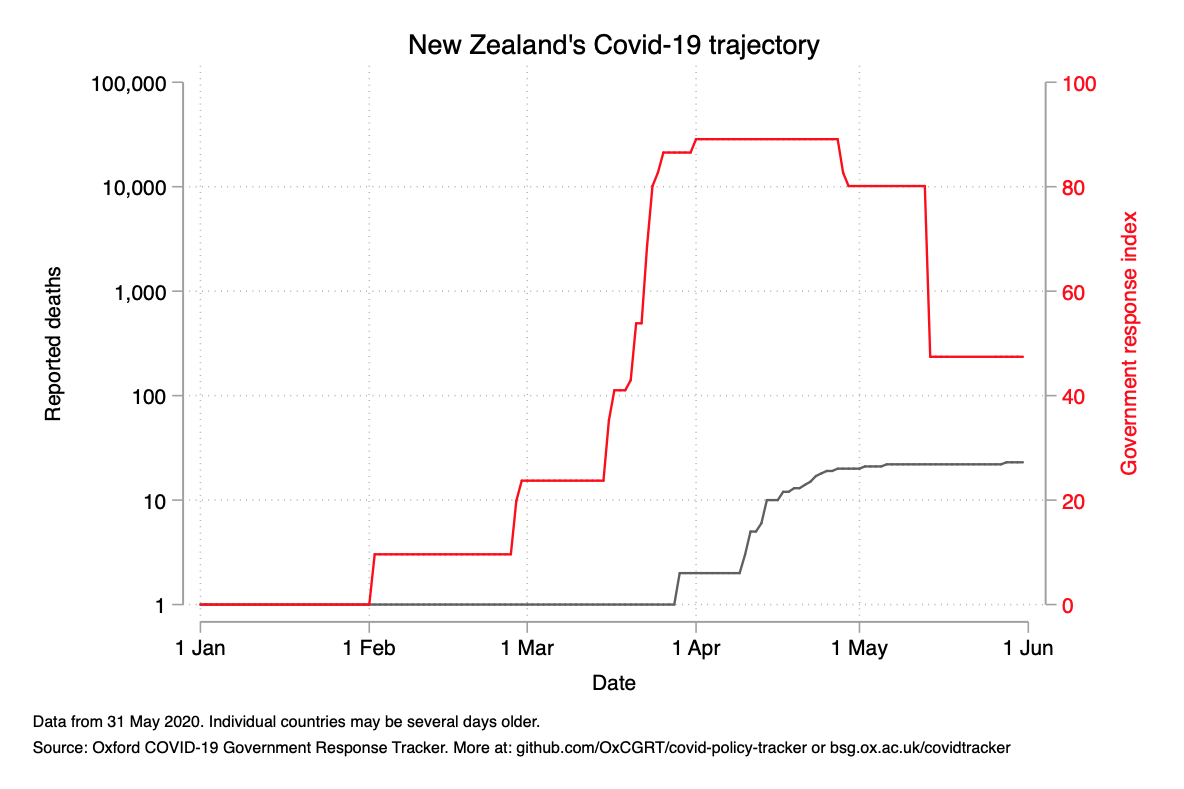 New Zealand's Covid-19 trajectory
100,000
10,000
1,000
100
10
1
Reported deaths
100
80
60
40
20
0
Government response index
1 Jan 1 Feb 1 Mar 1 Apr 1 May 1 Jun
Date
Data from 31 May 2020. Individual countries may be several days older.
Source: Oxford COVID-19 Government Response Tracker. More at: github.com/OxCGRT/covid-policy-tracker or bsg.ox.ac.uk/covidtracker